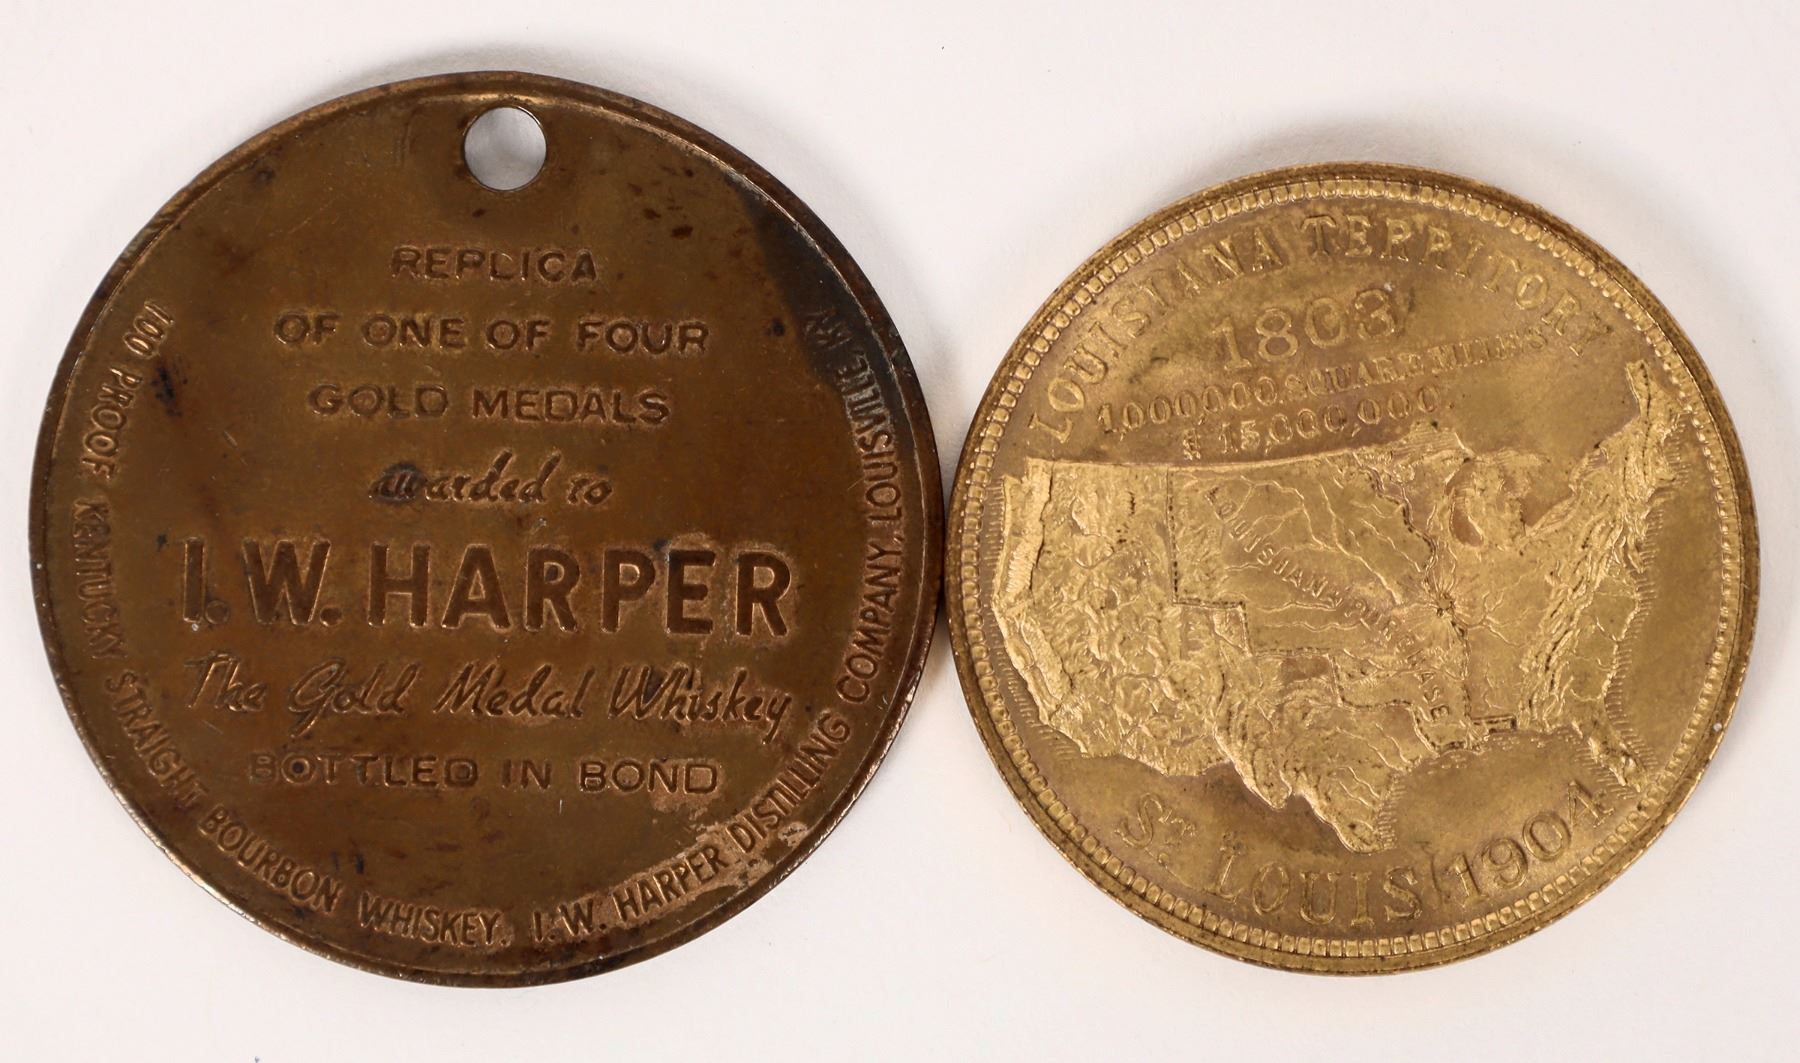 REPLICA
OF ONE OF FOUR
GOLD MEDALS
awarded to
I.W. HARPER
The Gold Medal Whiskey
BOTTLED IN BOND
100 PROOF KENTUCKY STRAIGHT BOURBON WHISKEY, I.W. HARPER DISTILLING COMPANY, LOUISVILLE KY.
LOUISIANA TERRITORY
1803
1,000,000 SQUARE MILES
$ 15,000,000.
LOUISIANA PURCHASE
ST. LOUIS 1904